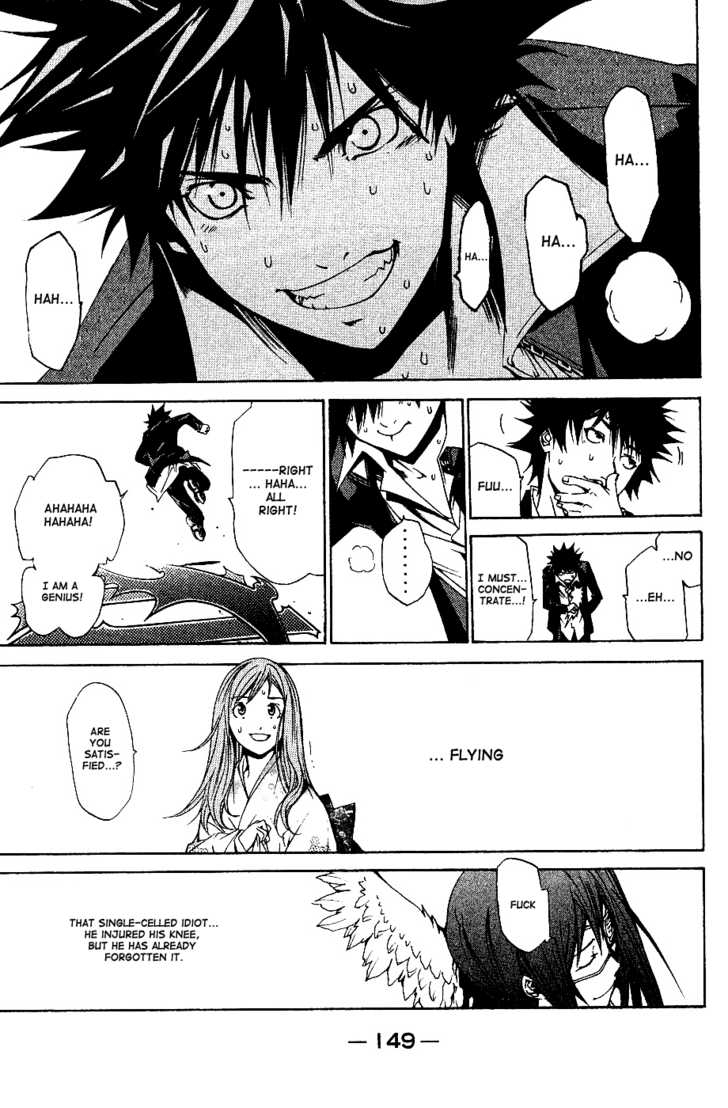 HA...
HA...
HA...
HAH...
FUU...
...NO
...EH...
I MUST...
CONCEN-
TRATE...!
.......
-----RIGHT
... HAHA...
ALL
RIGHT!
AHAHAHA
HAHAHA!
I AM A
GENIUS!
... FLYING
ARE
YOU
SATIS-
FIED...?
FUCK
THAT SINGLE-CELLED IDIOT...
HE INJURED HIS KNEE,
BUT HE HAS ALREADY
FORGOTTEN IT.
— 149 —